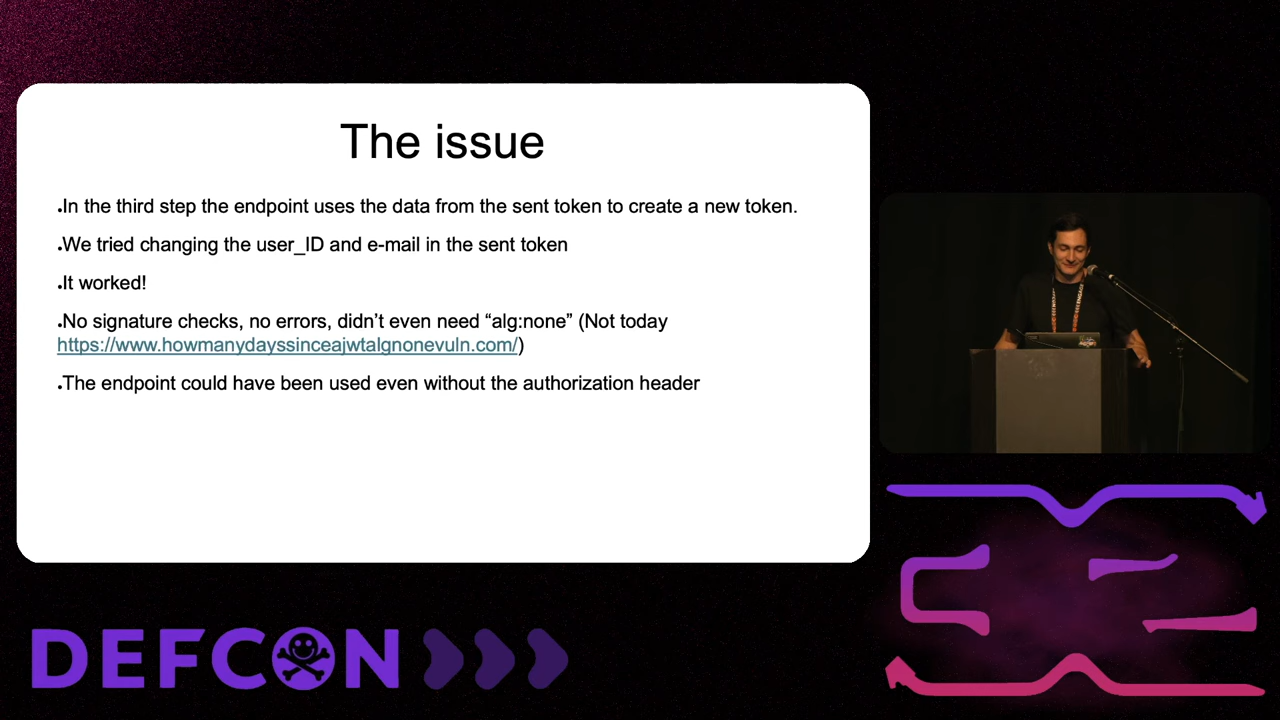 The issue
.In the third step the endpoint uses the data from the sent token to create a new token.
.We tried changing the user_ID and e-mail in the sent token
.It worked!
.No signature checks, no errors, didn’t even need “alg:none” (Not today
https://www.howmanydayssinceajwtalgnonevuln.com/)
.The endpoint could have been used even without the authorization header
DEFCON